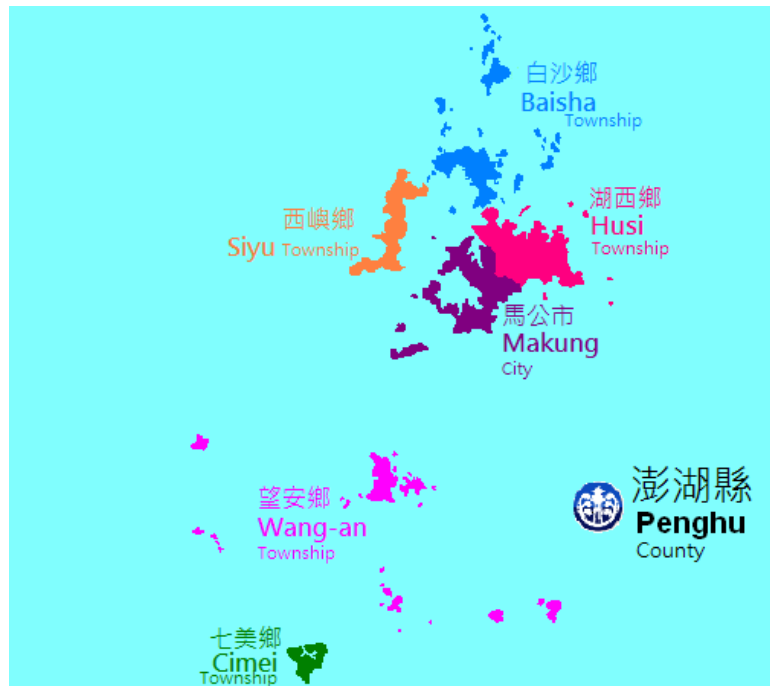 白沙鄉
Baisha
Township
湖西鄉
Husi
Township
西嶼鄉
Siyu Township
馬公市
Makung
City
望安鄉
Wang-an
Township
澎湖縣
Penghu
County
七美鄉
Cimei
Township